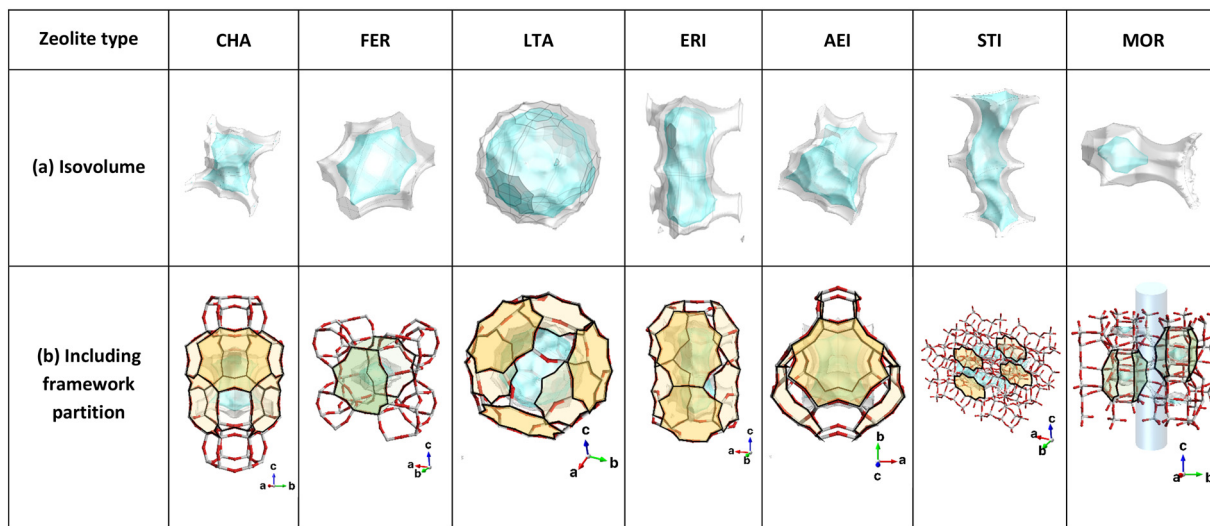 Zeolite type CHA FER LTA ERI AEI STI MOR
(a) Isovolume
(b) Including
framework
partition
c
a b
c
a
b
c
b
a
c
a
b
b
a
c
c
a
b
c
a b